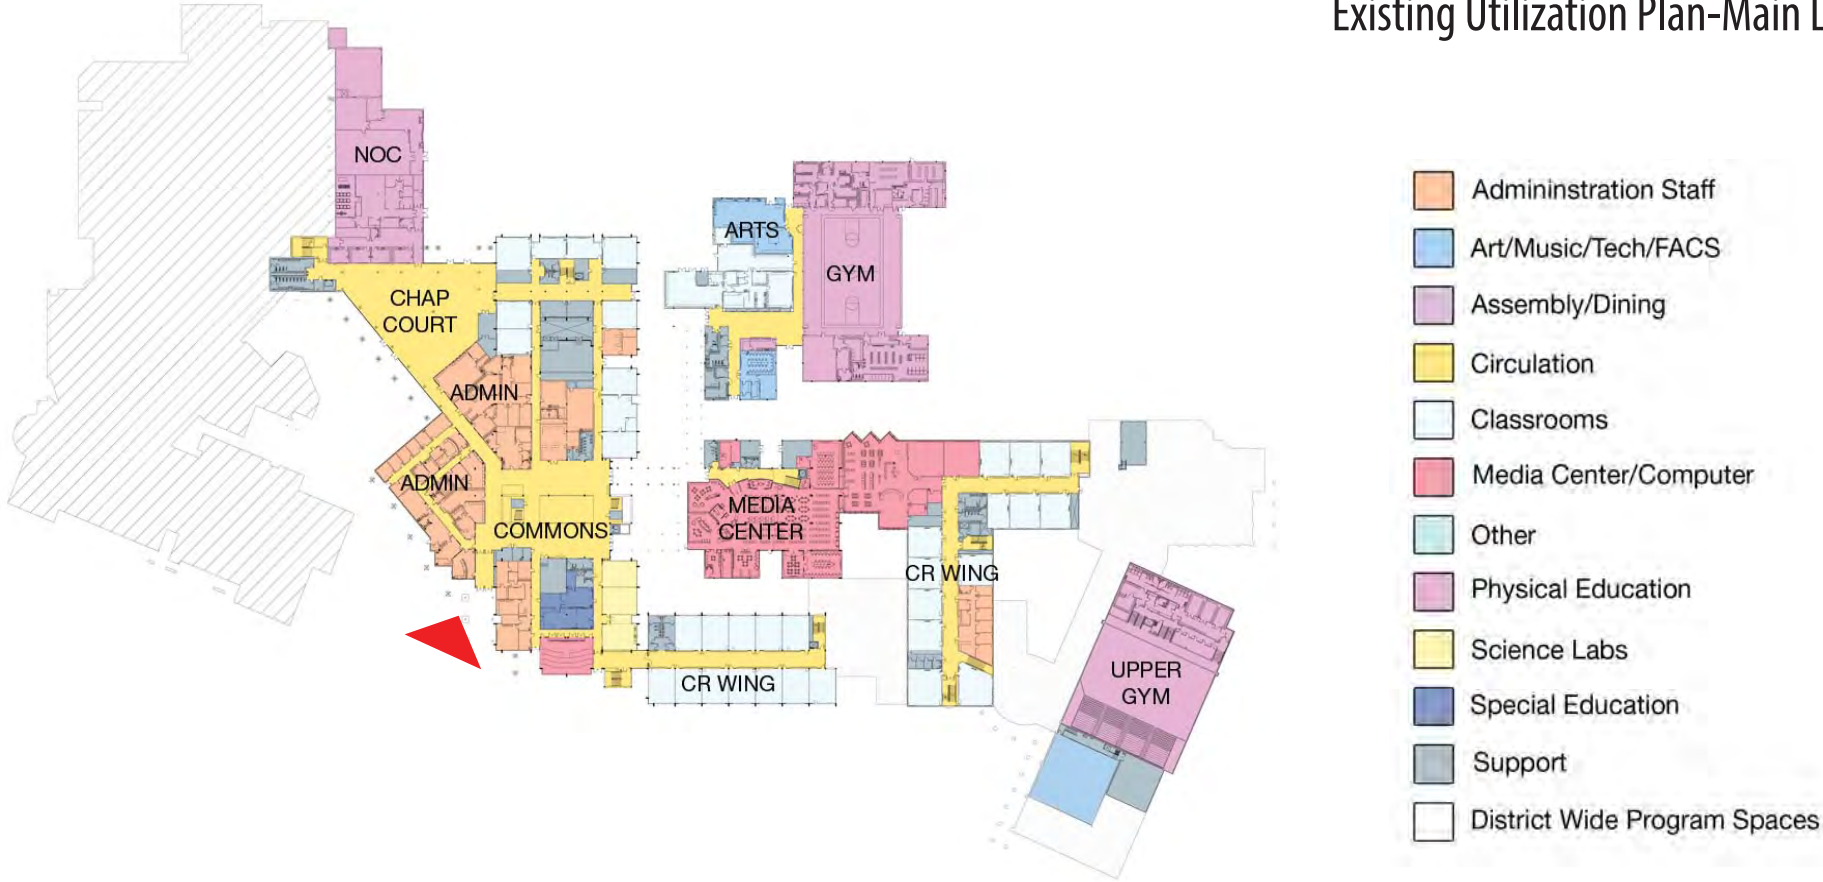 Existing Utilization Plan-Main L
NOC
ARTS
GYM
CHAP
COURT
ADMIN
ADMIN
COMMONS
MEDIA
CENTER
CR WING
CR WING
UPPER
GYM
Admininstration Staff
Art/Music/Tech/FACS
Assembly/Dining
Circulation
Classrooms
Media Center/Computer
Other
Physical Education
Science Labs
Special Education
Support
District Wide Program Spaces